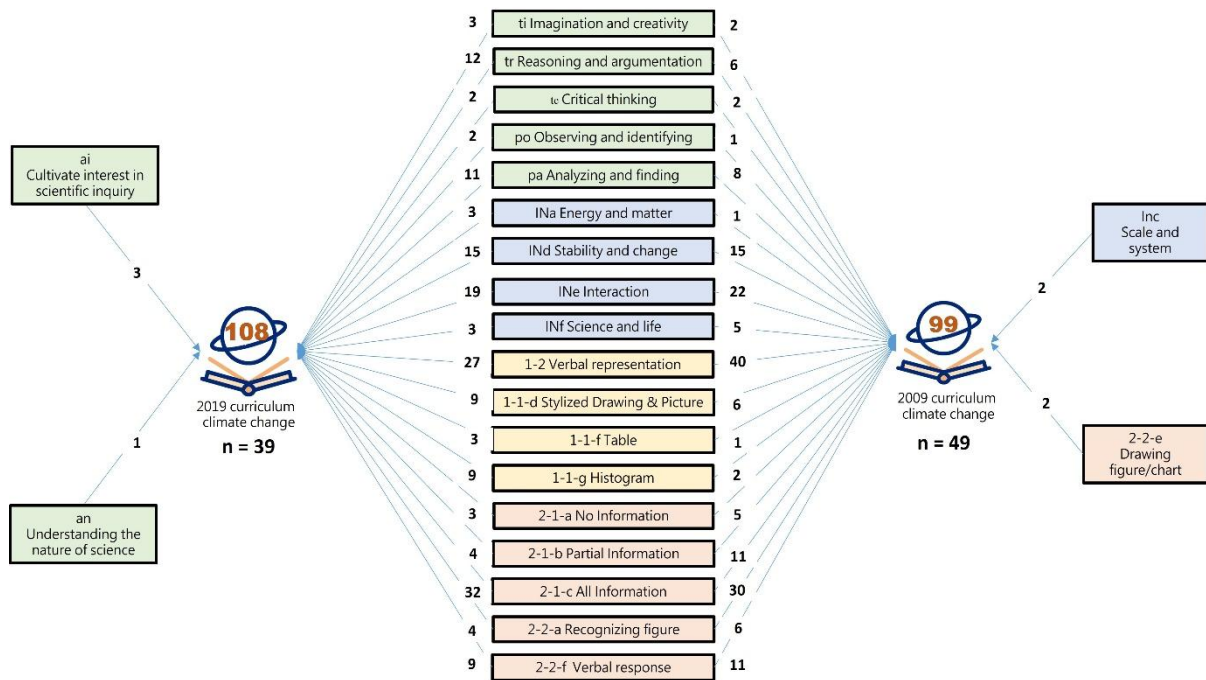 3 ti Imagination and creativity 2
12 tr Reasoning and argumentation 6
2 tc Critical thinking 2
2 po Observing and identifying 1
11 pa Analyzing and finding 8
3 INa Energy and matter 1
15 INd Stability and change 15
19 INe Interaction 22
3 INf Science and life 5
27 1-2 Verbal representation 40
9 1-1-d Stylized Drawing & Picture 6
3 1-1-f Table 1
9 1-1-g Histogram 2
3 2-1-a No Information 5
4 2-1-b Partial Information 11
32 2-1-c All Information 30
4 2-2-a Recognizing figure 6
9 2-2-f Verbal response 11
ai
Cultivate interest in
scientific inquiry
3
108
2019 curriculum
climate change
n = 39
1
an
Understanding the
nature of science
Inc
Scale and
system
2
99
2009 curriculum
climate change
n = 49
2
2-2-e
Drawing
figure/chart